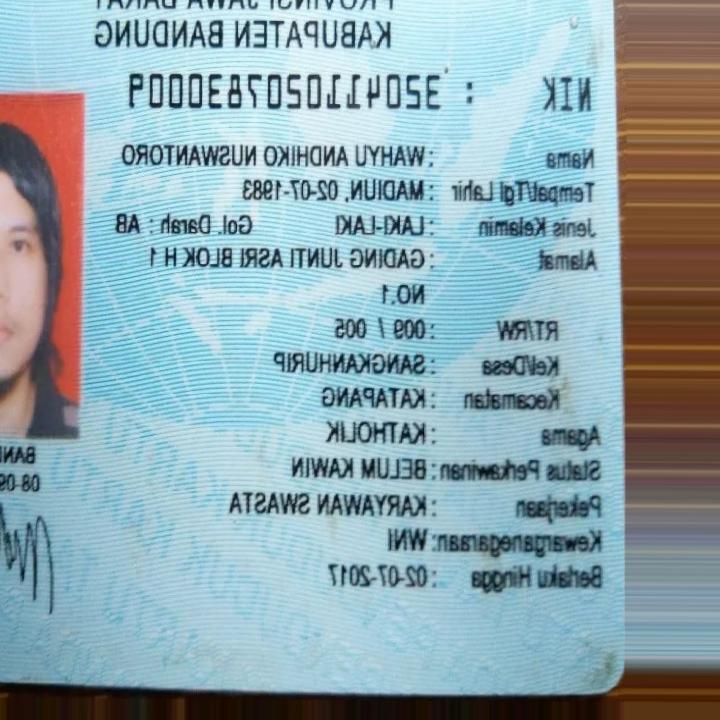 PROVINSI JAWA BARAT
KABUPATEN BANDUNG
NIK : 3204110207830009
Nama : WAHYU ANDHIKO NUSWANTORO
Tempat/Tgl Lahir : MADIUN, 02-07-1983
Jenis Kelamin : LAKI-LAKI Gol. Darah : AB
Alamat : GADING JUNTI ASRI BLOK H 1
NO.1
RT/RW : 009 / 005
Kel/Desa : SANGKANHURIP
Kecamatan : KATAPANG
Agama : KATHOLIK
Status Perkawinan: BELUM KAWIN
Pekerjaan : KARYAWAN SWASTA
Kewarganegaraan: WNI
Berlaku Hingga : 02-07-2017